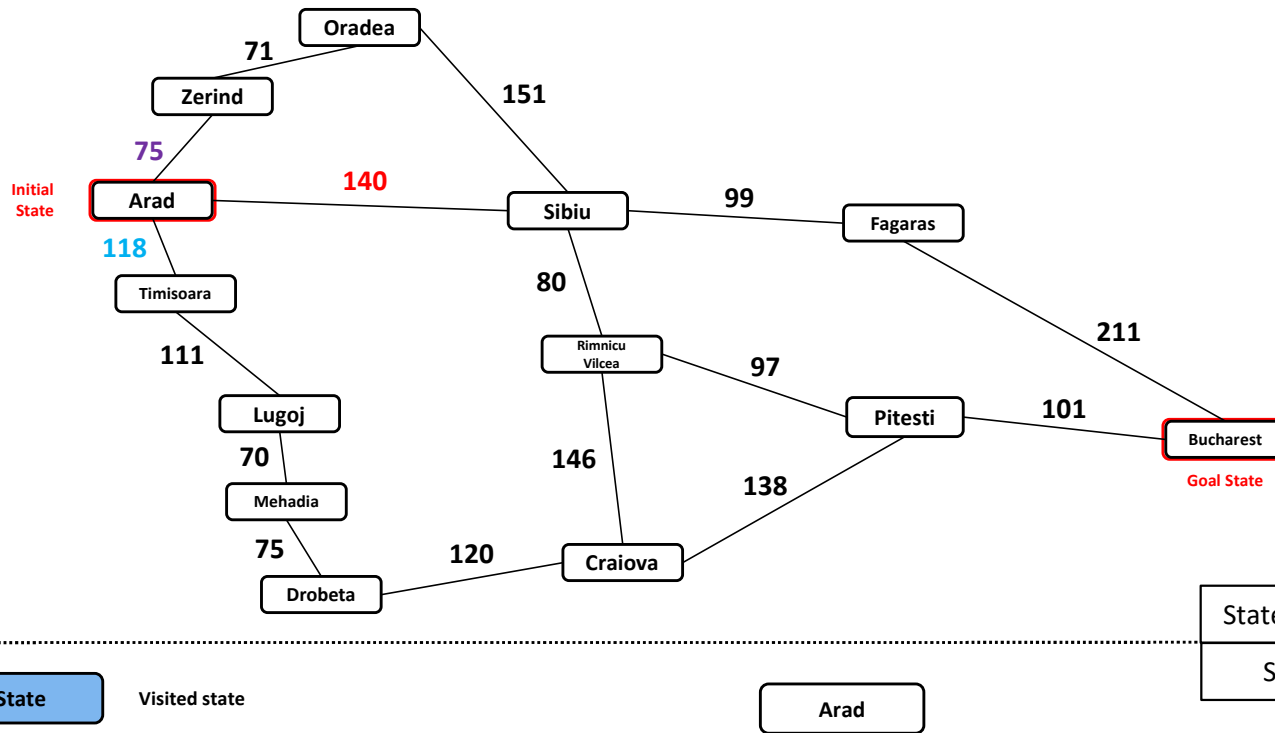 Oradea
71
Zerind
151
75
Initial
State
Arad
140
Sibiu
99
Fagaras
118
Timisoara
80
211
111
Rimnicu
Vilcea
97
Lugoj
Pitesti
101
Bucharest
70
146
138
Goal State
Mehadia
75
120
Craiova
Drobeta
State
S
State
Visited state
Arad